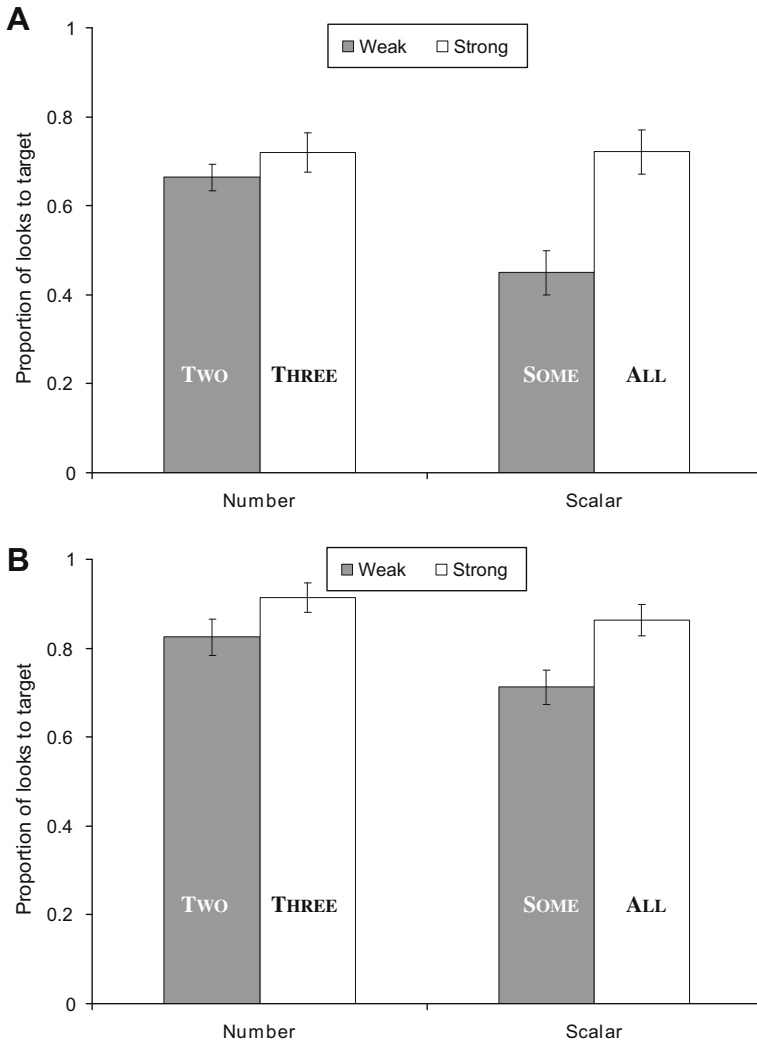 A
Weak Strong
Proportion of looks to target
1
0.8
0.6
0.4
0.2
0
TWO THREE SOME ALL
Number Scalar
B
Weak Strong
Proportion of looks to target
1
0.8
0.6
0.4
0.2
0
TWO THREE SOME ALL
Number Scalar